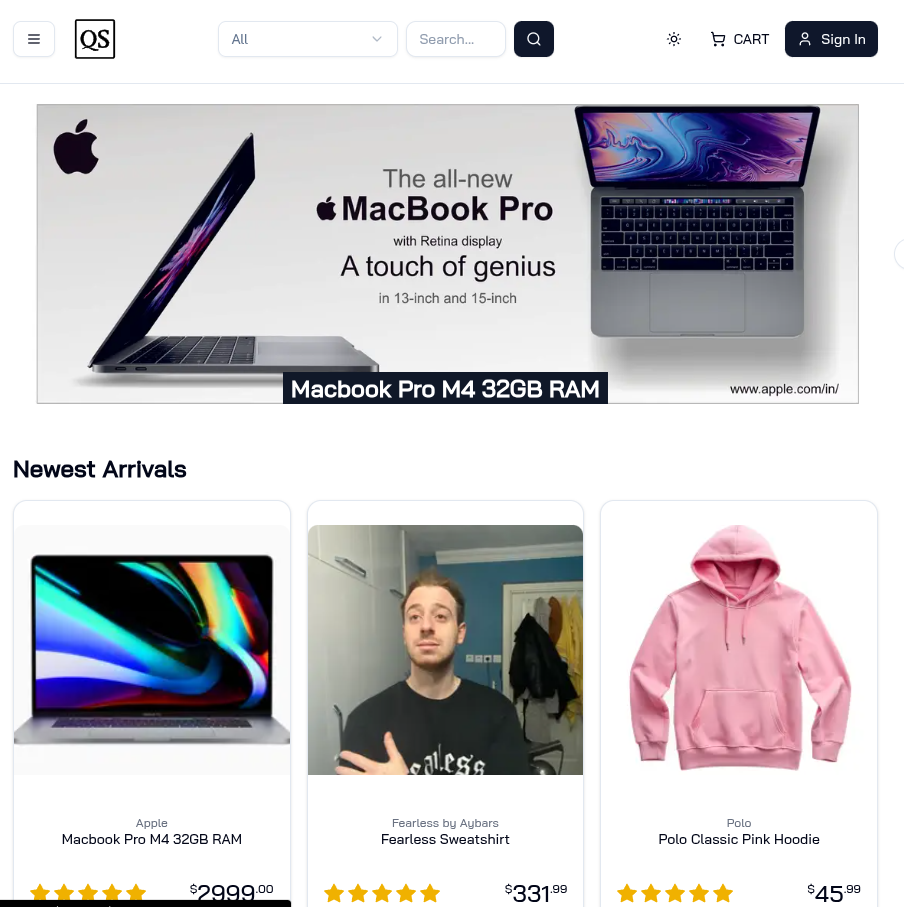 QS
All
Search...
CART
Sign In
The all-new
MacBook Pro
with Retina display
A touch of genius
in 13-inch and 15-inch
Macbook Pro M4 32GB RAM
www.apple.com/in/
Newest Arrivals
Apple
Macbook Pro M4 32GB RAM
$2999.00
Fearless by Aybars
Fearless Sweatshirt
$331.99
Polo
Polo Classic Pink Hoodie
$45.99